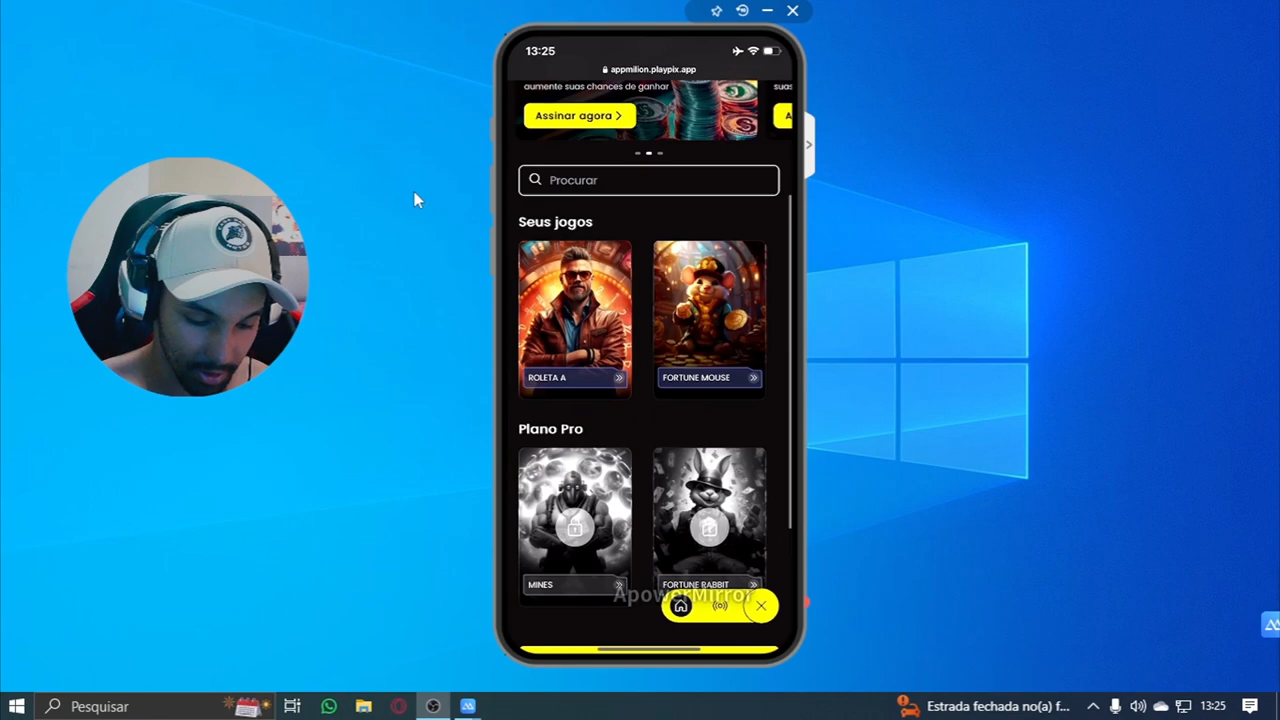 13:25
appmilion.playpix.app
aumente suas chances de ganhar
suas
Assinar agora >
A
Procurar
Seus jogos
ROLETA A
FORTUNE MOUSE
Plano Pro
MINES
FORTUNE RABBIT
ApowerMirror
Pesquisar
Estrada fechada no(a) f...
13:25